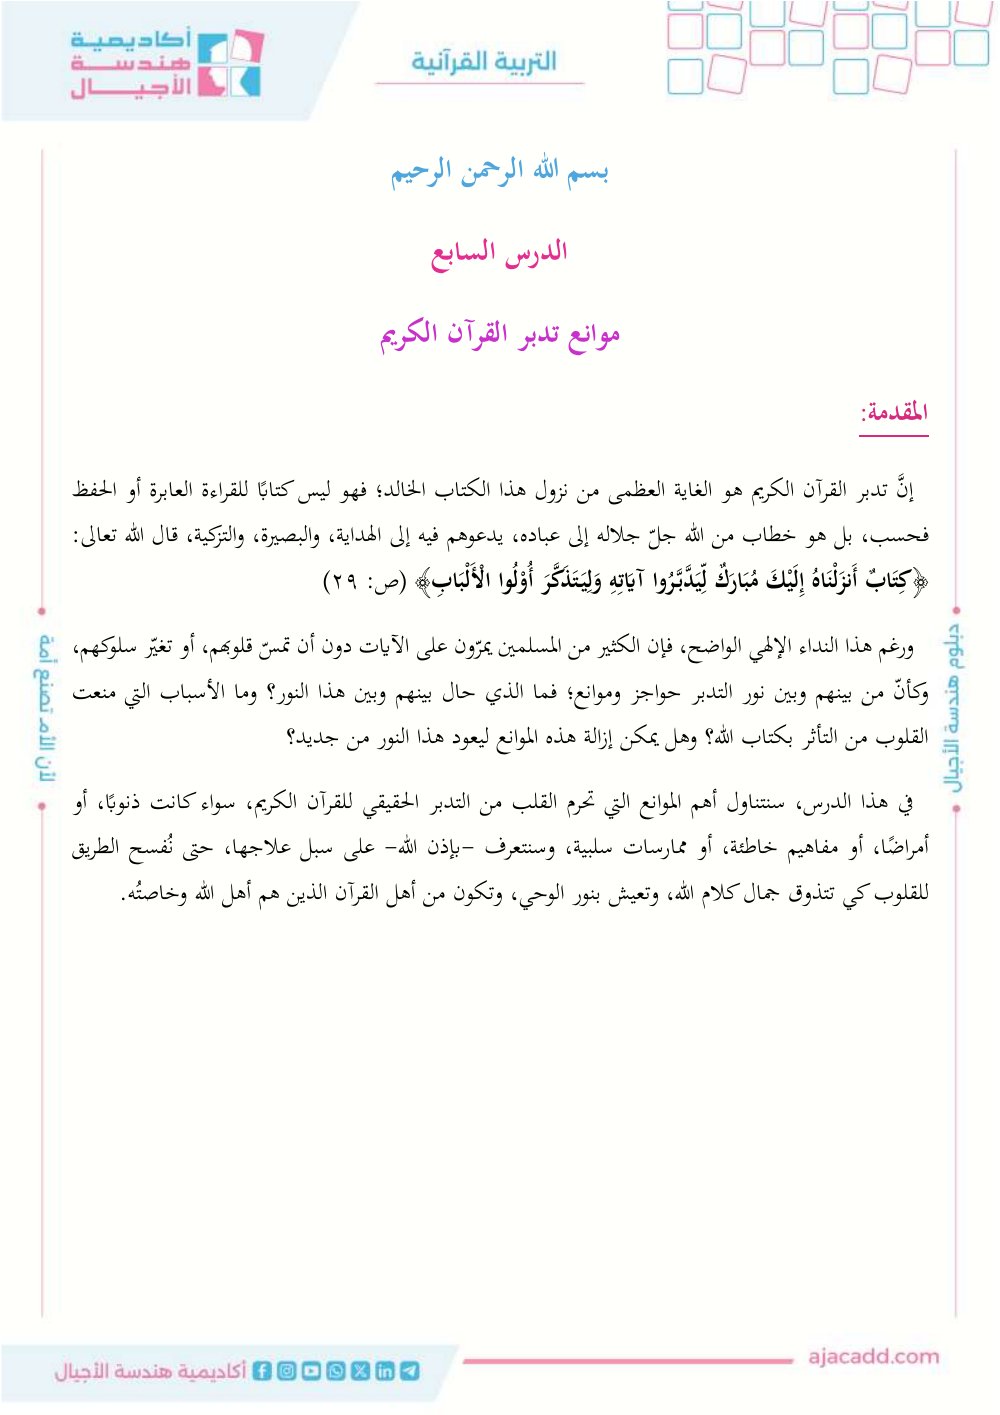 أكاديمية
هندسة
الأجيال
التربية القرآنية
بسم الله الرحمن الرحيم
الدرس السابع
موانع تدبر القرآن الكريم
المقدمة:
إنَّ تدبر القرآن الكريم هو الغاية العظمى من نزول هذا الكتاب الخالد؛ فهو ليس كتابًا للقراءة العابرة أو الحفظ
فحسب، بل هو خطاب من الله جلّ جلاله إلى عباده، يدعوهم فيه إلى الهداية، والبصيرة، والتزكية، قال الله تعالى:
﴿كِتَابٌ أَنزَلْنَاهُ إِلَيْكَ مُبَارَكٌ لِّيَدَّبَّرُوا آيَاتِهِ وَلِيَتَذَكَّرَ أُوْلُوا الْأَلْبَابِ﴾ (ص: ٢٩)
ورغم هذا النداء الإلهي الواضح، فإن الكثير من المسلمين يمرّون على الآيات دون أن تمسّ قلوبهم، أو تغيّر سلوكهم،
وكأنّ من بينهم وبين نور التدبر حواجز وموانع؛ فما الذي حال بينهم وبين هذا النور؟ وما الأسباب التي منعت
القلوب من التأثر بكتاب الله؟ وهل يمكن إزالة هذه الموانع ليعود هذا النور من جديد؟
في هذا الدرس، سنتناول أهم الموانع التي تحرم القلب من التدبر الحقيقي للقرآن الكريم، سواء كانت ذنوبًا، أو
أمراضًا، أو مفاهيم خاطئة، أو ممارسات سلبية، وسنتعرف –بإذن الله– على سبل علاجها، حتى نُفسح الطريق
للقلوب كي تتذوق جمال كلام الله، وتعيش بنور الوحي، وتكون من أهل القرآن الذين هم أهل الله وخاصتُه.
دبلوم هندسة الأجيال
لأن الأم تصنع أمة
أكاديمية هندسة الأجيال
ajacadd.com